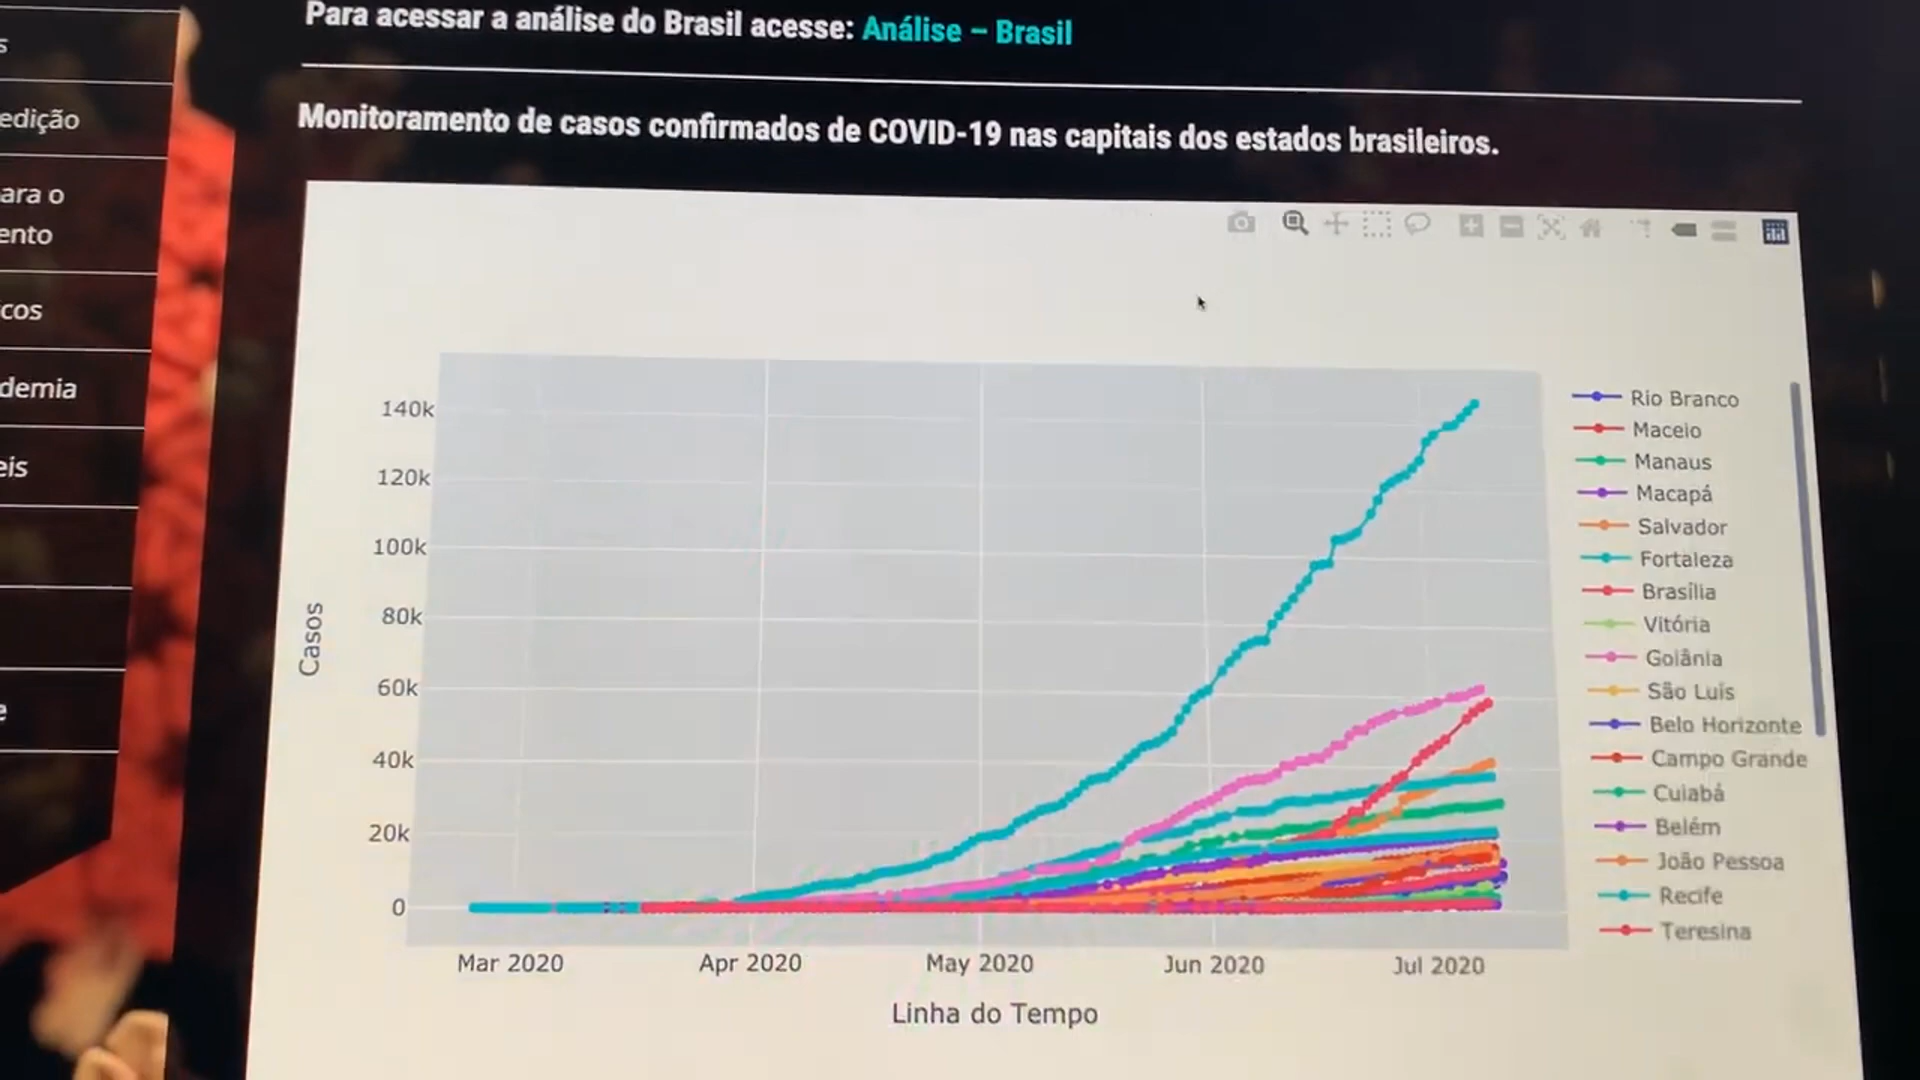 Para acessar a análise do Brasil acesse: Análise – Brasil
Monitoramento de casos confirmados de COVID-19 nas capitais dos estados brasileiros.
s
edição
ara o
ento
cos
demia
eis
e
140k
120k
100k
80k
60k
40k
20k
0
Casos
Mar 2020
Apr 2020
May 2020
Jun 2020
Jul 2020
Linha do Tempo
Rio Branco
Maceio
Manaus
Macapá
Salvador
Fortaleza
Brasília
Vitória
Goiânia
São Luís
Belo Horizonte
Campo Grande
Cuiabá
Belém
João Pessoa
Recife
Teresina